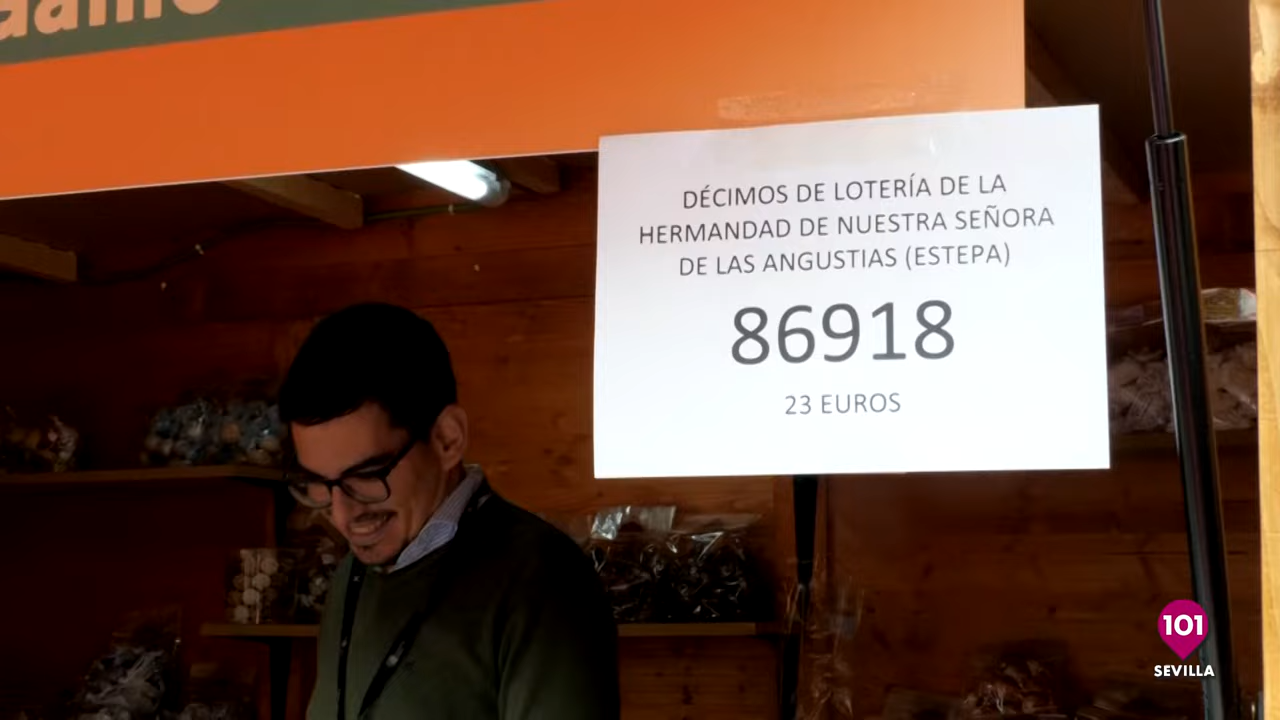 DÉCIMOS DE LOTERÍA DE LA
HERMANDAD DE NUESTRA SEÑORA
DE LAS ANGUSTIAS (ESTEPA)
86918
23 EUROS
101
SEVILLA